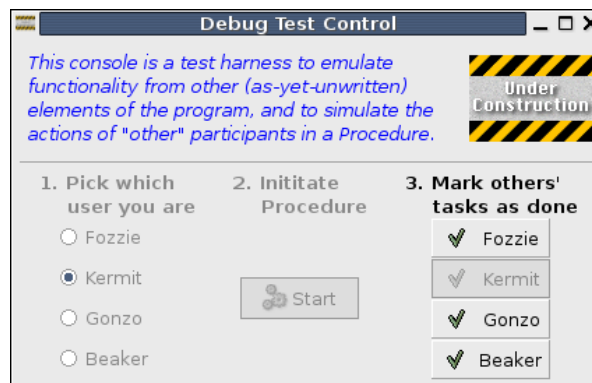 Debug Test Control
This console is a test harness to emulate
functionality from other (as-yet-unwritten)
elements of the program, and to simulate the
actions of "other" participants in a Procedure.
Under
Construction
1. Pick which
user you are
Fozzie
Kermit
Gonzo
Beaker
2. Inititate
Procedure
Start
3. Mark others'
tasks as done
Fozzie
Kermit
Gonzo
Beaker